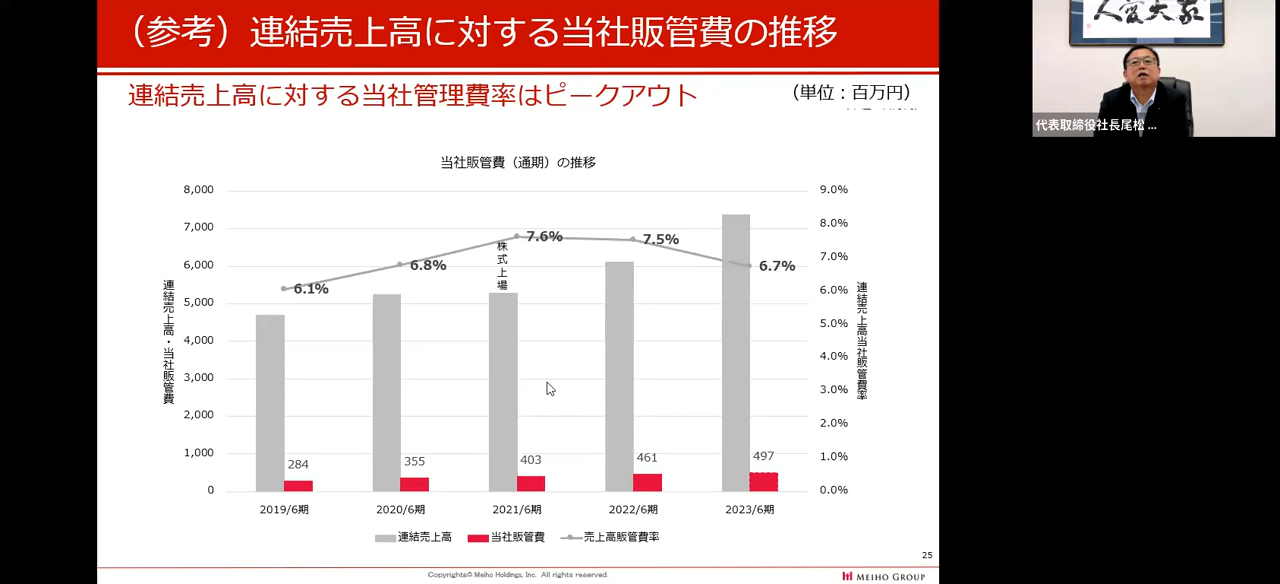 （参考）連結売上高に対する当社販管費の推移
連結売上高に対する当社管理費率はピークアウト
（単位：百万円）
当社販管費（通期）の推移
連結売上高・当社販管費
8,000
7,000
6,000
5,000
4,000
3,000
2,000
1,000
0
9.0%
8.0%
7.0%
6.0%
5.0%
4.0%
3.0%
2.0%
1.0%
0.0%
連結売上高当社販管費率
6.1%
6.8%
7.6%
7.5%
6.7%
株式上場
284
355
403
461
497
2019/6期
2020/6期
2021/6期
2022/6期
2023/6期
連結売上高
当社販管費
売上高販管費率
25
Copyrights© Meiho Holdings, Inc. All rights reserved.
MEIHO GROUP
代表取締役社長尾松 ...